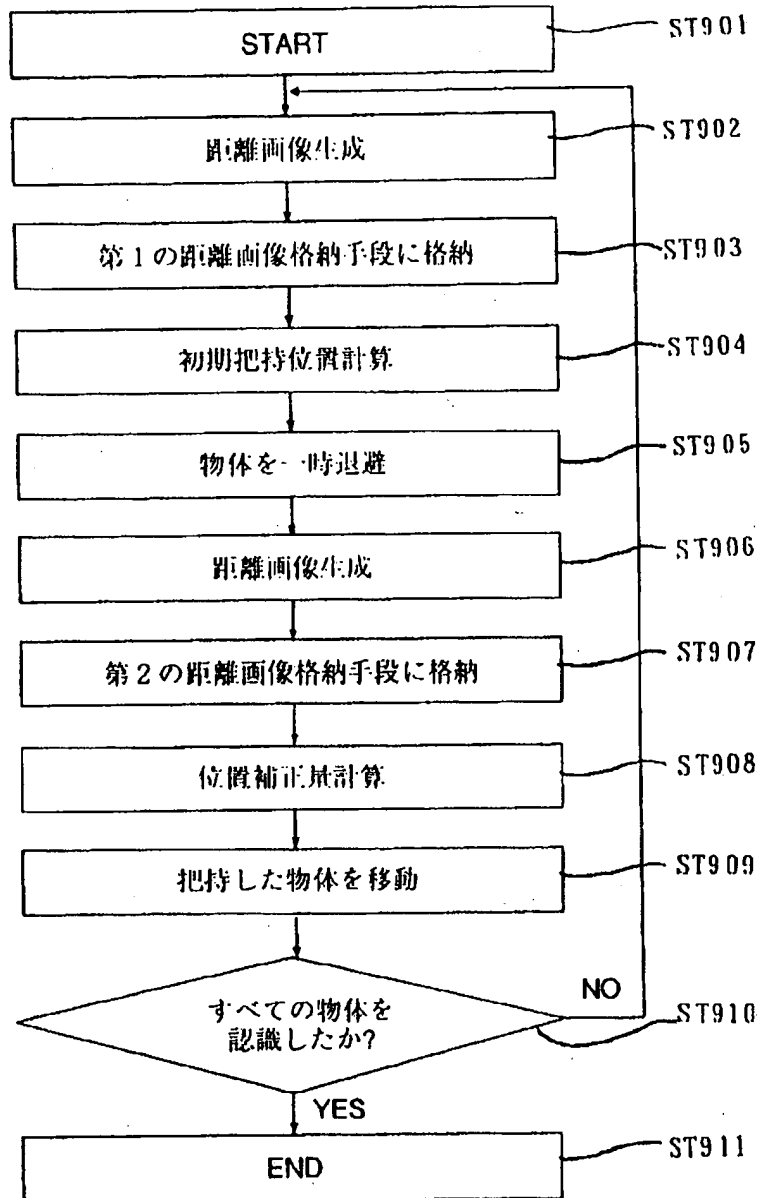 START
ST901
距離画像生成
ST902
第1の距離画像格納手段に格納
ST903
初期把持位置計算
ST904
物体を一時退避
ST905
距離画像生成
ST906
第2の距離画像格納手段に格納
ST907
位置補正量計算
ST908
把持した物体を移動
ST909
すべての物体を
認識したか?
NO
ST910
YES
END
ST911